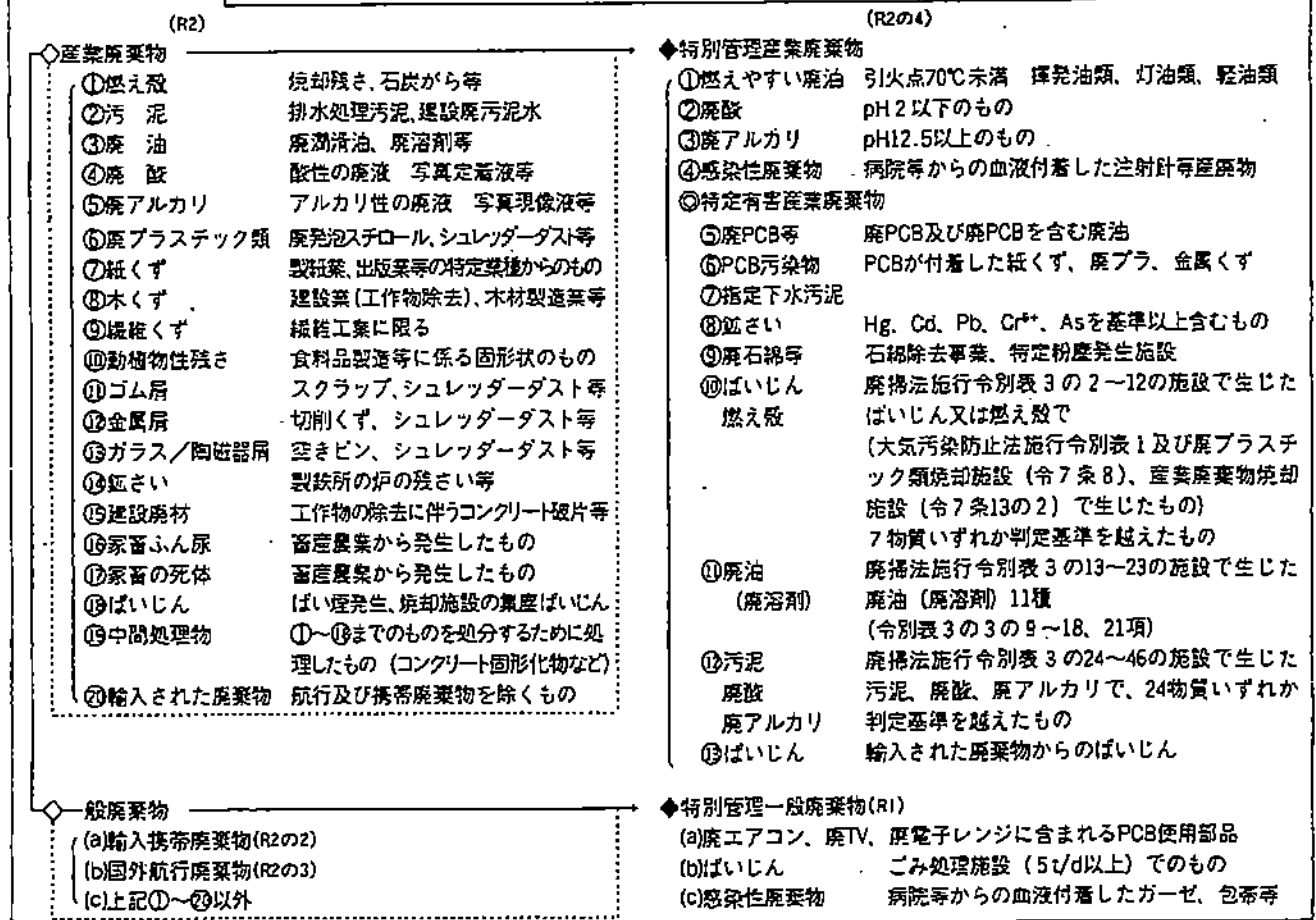 (R2)
(R2の4)
◇産業廃棄物
①燃え殻 焼却残さ、石炭がら等
②汚 泥 排水処理汚泥、建設廃汚泥水
③廃 油 廃潤滑油、廃溶剤等
④廃 酸 酸性の廃液 写真定着液等
⑤廃アルカリ アルカリ性の廃液 写真現像液等
⑥廃プラスチック類 廃発泡スチロール、シュレッダーダスト等
⑦紙くず 製紙業、出版業等の特定業種からのもの
⑧木くず 建設業(工作物除去)、木材製造業等
⑨繊維くず 繊維工業に限る
⑩動植物性残さ 食料品製造等に係る固形状のもの
⑪ゴム屑 スクラップ、シュレッダーダスト等
⑫金属屑 切削くず、シュレッダーダスト等
⑬ガラス／陶磁器屑 空きビン、シュレッダーダスト等
⑭鉱さい 製鉄所の炉の残さい等
⑮建設廃材 工作物の除去に伴うコンクリート破片等
⑯家畜ふん尿 畜産農業から発生したもの
⑰家畜の死体 畜産農業から発生したもの
⑱ばいじん ばい煙発生、焼却施設の集塵ばいじん
⑲中間処理物 ①～⑱までのものを処分するために処
理したもの (コンクリート固形化物など)
⑳輸入された廃棄物 航行及び携帯廃棄物を除くもの
◆特別管理産業廃棄物
①燃えやすい廃油 引火点70℃未満 揮発油類、灯油類、軽油類
②廃酸 pH2以下のもの
③廃アルカリ pH12.5以上のもの
④感染性廃棄物 病院等からの血液付着した注射針等産廃物
◎特定有害産業廃棄物
⑤廃PCB等 廃PCB及び廃PCBを含む廃油
⑥PCB汚染物 PCBが付着した紙くず、廃プラ、金属くず
⑦指定下水汚泥
⑧鉱さい Hg、Cd、Pb、Cr⁶⁺、Asを基準以上含むもの
⑨廃石綿等 石綿除去事業、特定粉塵発生施設
⑩ばいじん 廃掃法施行令別表3の2～12の施設で生じた
燃え殻 ばいじん又は燃え殻で
(大気汚染防止法施行令別表1及び廃プラスチ
ック類焼却施設 (令7条8)、産業廃棄物焼却
施設 (令7条13の2) で生じたもの)
7物質いずれか判定基準を越えたもの
⑪廃油 廃掃法施行令別表3の13～23の施設で生じた
(廃溶剤) 廃油 (廃溶剤) 11種
(令別表3の3の9～18、21項)
⑫汚泥 廃掃法施行令別表3の24～46の施設で生じた
廃酸 汚泥、廃酸、廃アルカリで、24物質いずれか
廃アルカリ 判定基準を越えたもの
⑬ばいじん 輸入された廃棄物からのばいじん
◇一般廃棄物
(a)輸入携帯廃棄物(R2の2)
(b)国外航行廃棄物(R2の3)
(c)上記①～⑳以外
◆特別管理一般廃棄物(R1)
(a)廃エアコン、廃TV、廃電子レンジに含まれるPCB使用部品
(b)ばいじん ごみ処理施設 (5t/d以上) でのもの
(c)感染性廃棄物 病院等からの血液付着したガーゼ、包帯等